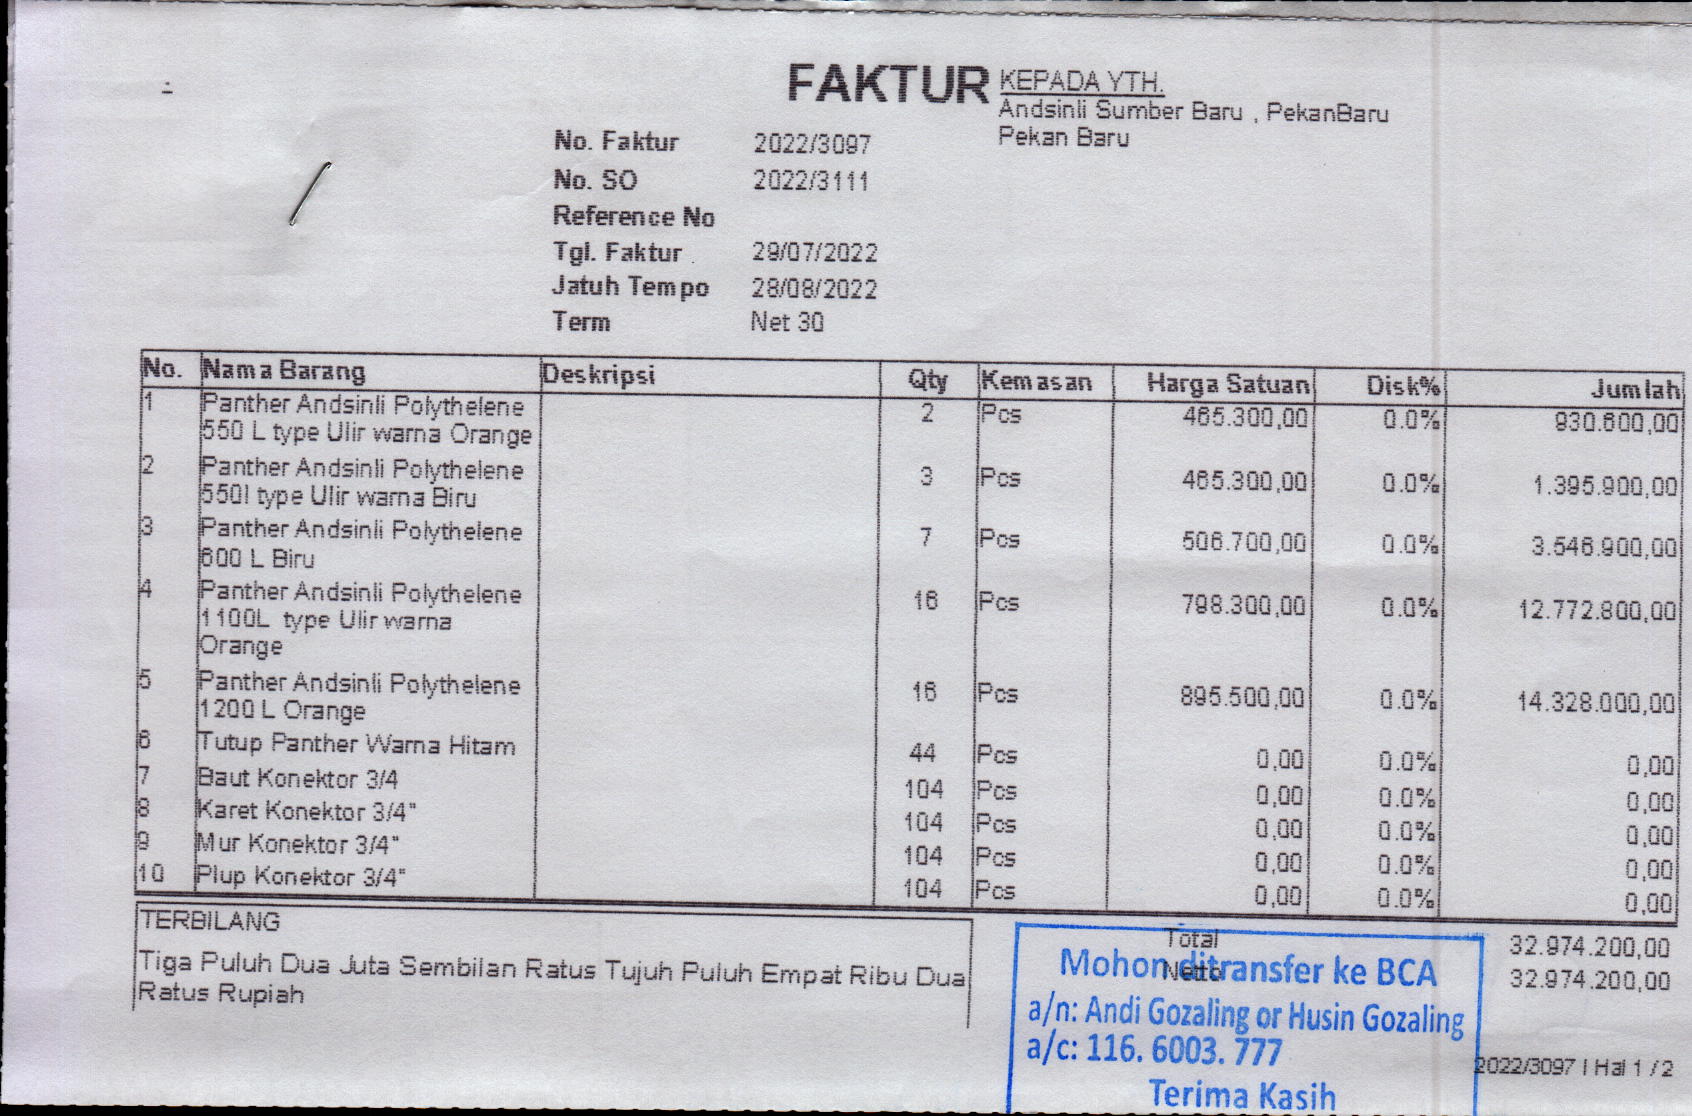 FAKTUR
KEPADA YTH.
Andsinli Sumber Baru , PekanBaru
Pekan Baru
No. Faktur 2022/3097
No. SO 2022/3111
Reference No
Tgl. Faktur 29/07/2022
Jatuh Tempo 28/08/2022
Term Net 30
No. Nama Barang Deskripsi Qty Kemasan Harga Satuan Disk% Jumlah
1 Panther Andsinli Polythelene 2 Pcs 465.300,00 0.0% 930.600,00
550 L type Ulir warna Orange
2 Panther Andsinli Polythelene 3 Pcs 465.300,00 0.0% 1.395.900,00
550l type Ulir warna Biru
3 Panther Andsinli Polythelene 7 Pcs 506.700,00 0.0% 3.546.900,00
600 L Biru
4 Panther Andsinli Polythelene 16 Pcs 798.300,00 0.0% 12.772.800,00
1100L type Ulir warna
Orange
5 Panther Andsinli Polythelene 16 Pcs 895.500,00 0.0% 14.328.000,00
1200 L Orange
6 Tutup Panther Warna Hitam 44 Pcs 0,00 0.0% 0,00
7 Baut Konektor 3/4 104 Pcs 0,00 0.0% 0,00
8 Karet Konektor 3/4" 104 Pcs 0,00 0.0% 0,00
9 Mur Konektor 3/4" 104 Pcs 0,00 0.0% 0,00
10 Plup Konektor 3/4" 104 Pcs 0,00 0.0% 0,00
TERBILANG
Tiga Puluh Dua Juta Sembilan Ratus Tujuh Puluh Empat Ribu Dua
Ratus Rupiah
Total 32.974.200,00
Netto 32.974.200,00
Mohon ditransfer ke BCA
a/n: Andi Gozaling or Husin Gozaling
a/c: 116. 6003. 777
Terima Kasih
2022/3097 | Hal 1 / 2